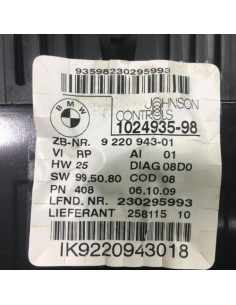 93598230295993
BMW
JOHNSON
CONTROLS
1024935-98
ZB-NR. 9 220 943-01
VI RP AI 01
HW 25 DIAG 08D0
SW 99.50.80 COD 08
PN 408 06.10.09
LFND. NR. 230295993
LIEFERANT 258115 10
IK9220943018